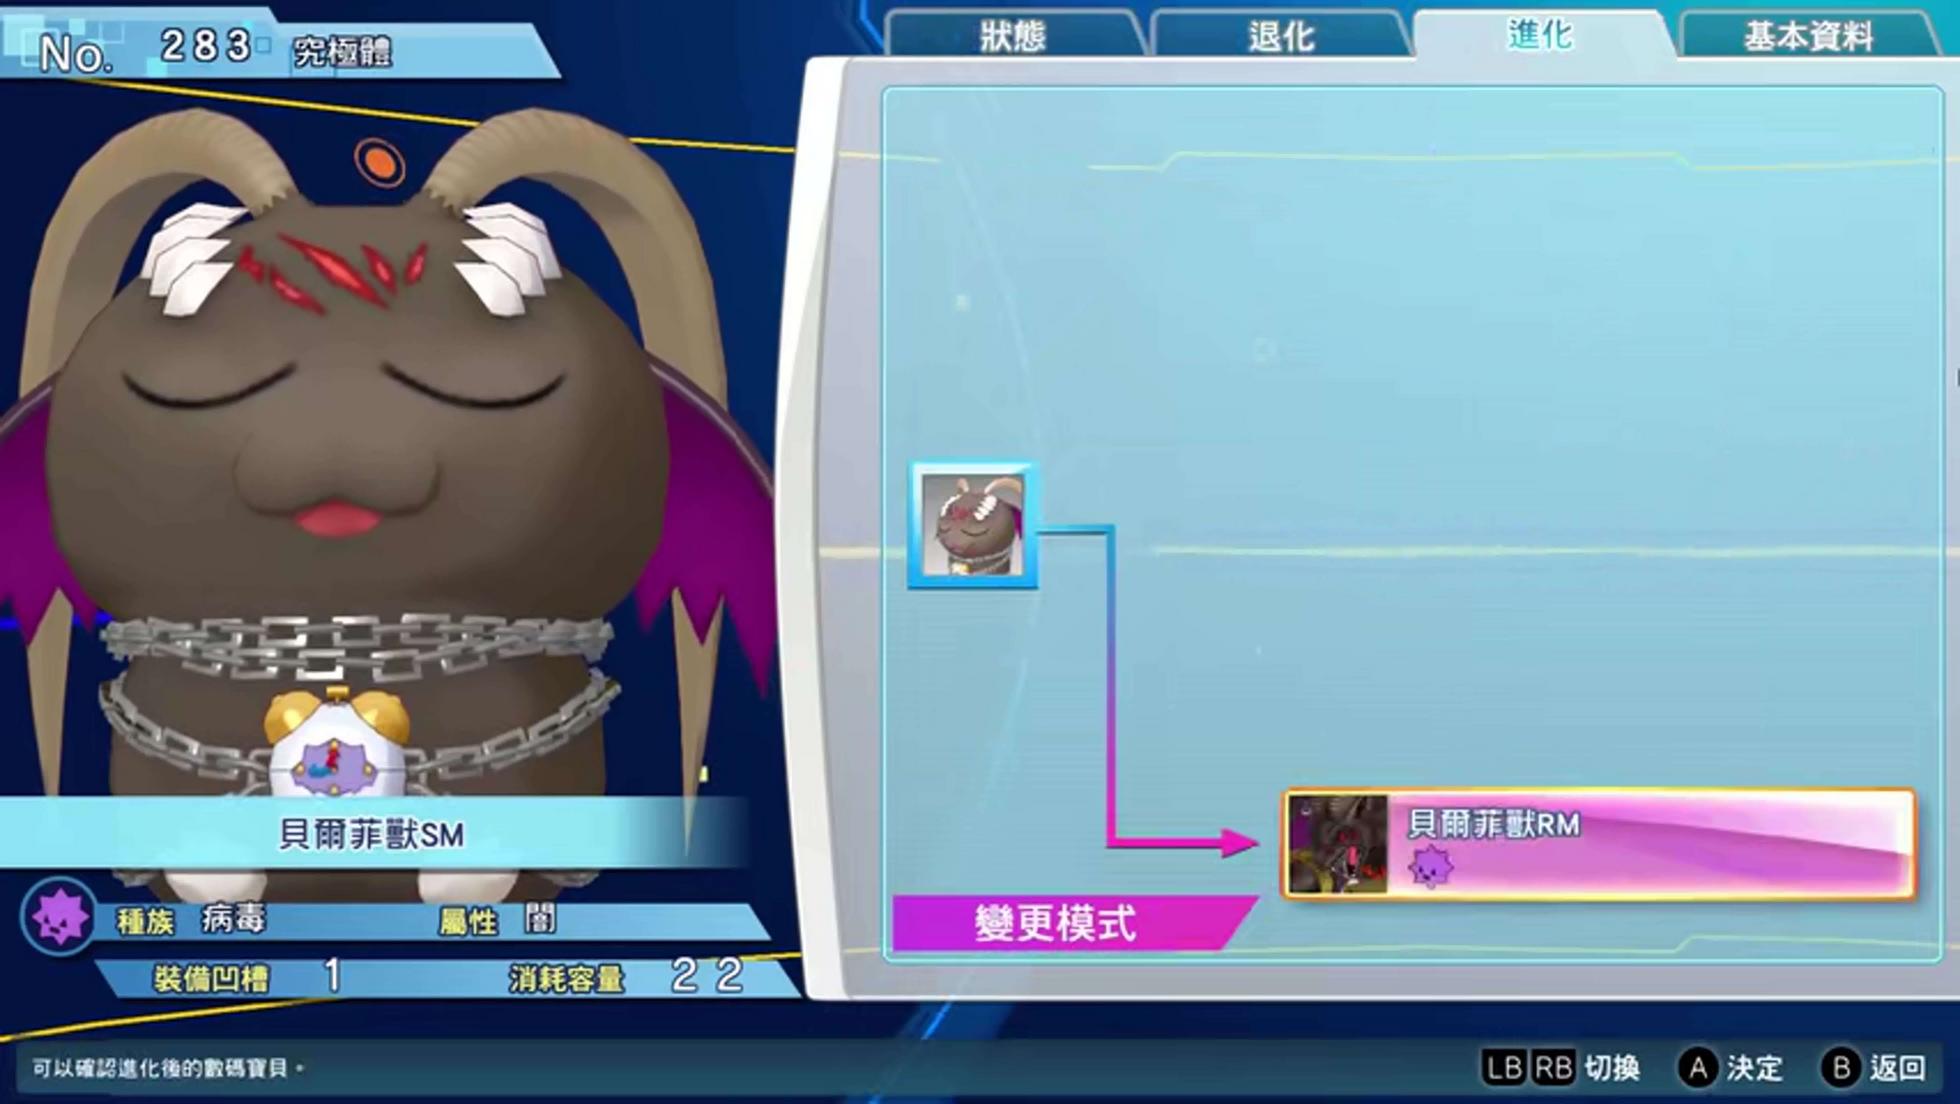 No. 283 究極體
狀態
退化
進化
基本資料
貝爾菲獸SM
種族 病毒 屬性 闇
裝備凹槽 1 消耗容量 22
貝爾菲獸RM
變更模式
可以確認進化後的數碼寶貝。
LB RB 切換 A 決定 B 返回